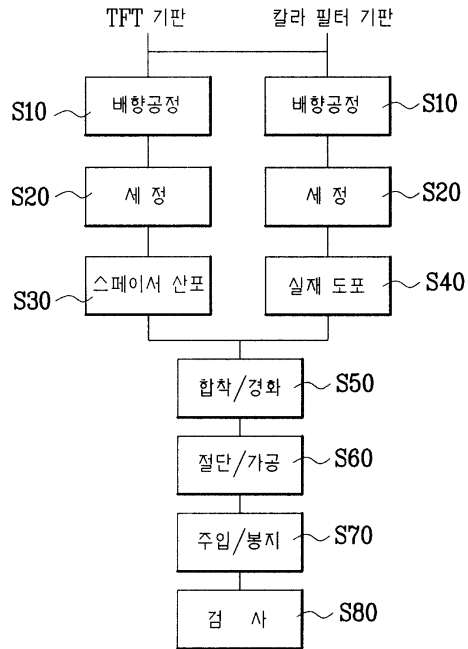 TFT 기판
칼라 필터 기판
S10
배향공정
배향공정
S10
S20
세 정
세 정
S20
S30
스페이서 산포
실재 도포
S40
합착/경화
S50
절단/가공
S60
주입/봉지
S70
검 사
S80